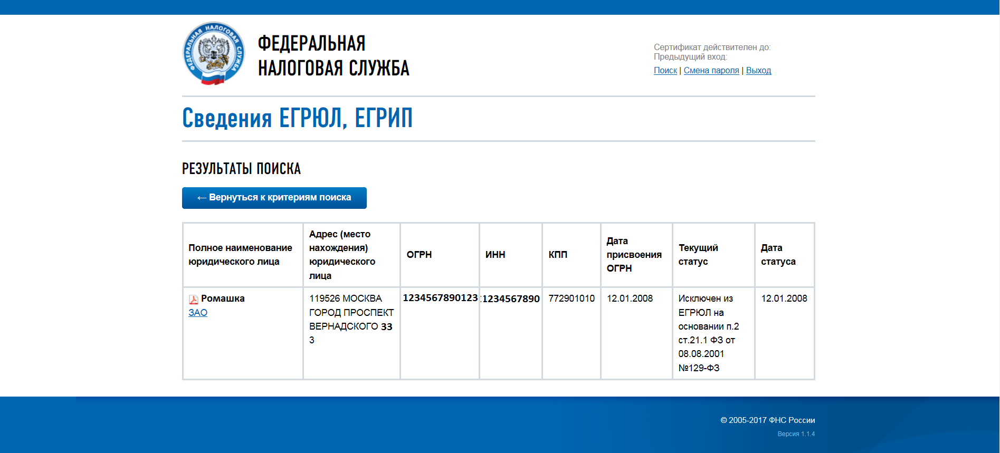 ФЕДЕРАЛЬНАЯ НАЛОГОВАЯ СЛУЖБА
ФЕДЕРАЛЬНАЯ
НАЛОГОВАЯ СЛУЖБА
Сертификат действителен до:
Предыдущий вход:
Поиск | Смена пароля | Выход
Сведения ЕГРЮЛ, ЕГРИП
РЕЗУЛЬТАТЫ ПОИСКА
← Вернуться к критериям поиска
Полное наименование
юридического лица
Адрес (место
нахождения)
юридического
лица
ОГРН
ИНН
КПП
Дата
присвоения
ОГРН
Текущий
статус
Дата
статуса
Ромашка
ЗАО
119526 МОСКВА
ГОРОД ПРОСПЕКТ
ВЕРНАДСКОГО 33
3
1234567890123
1234567890
772901010
12.01.2008
Исключен из
ЕГРЮЛ на
основании п.2
ст.21.1 ФЗ от
08.08.2001
№129-ФЗ
12.01.2008
© 2005-2017 ФНС России
Версия 1.1.4